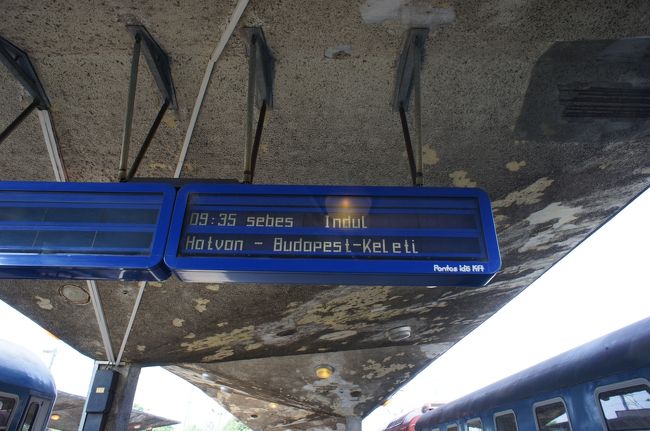 09:35 sebes Indul
Hatvan - Budapest-Keleti
Pontos Idő Kft